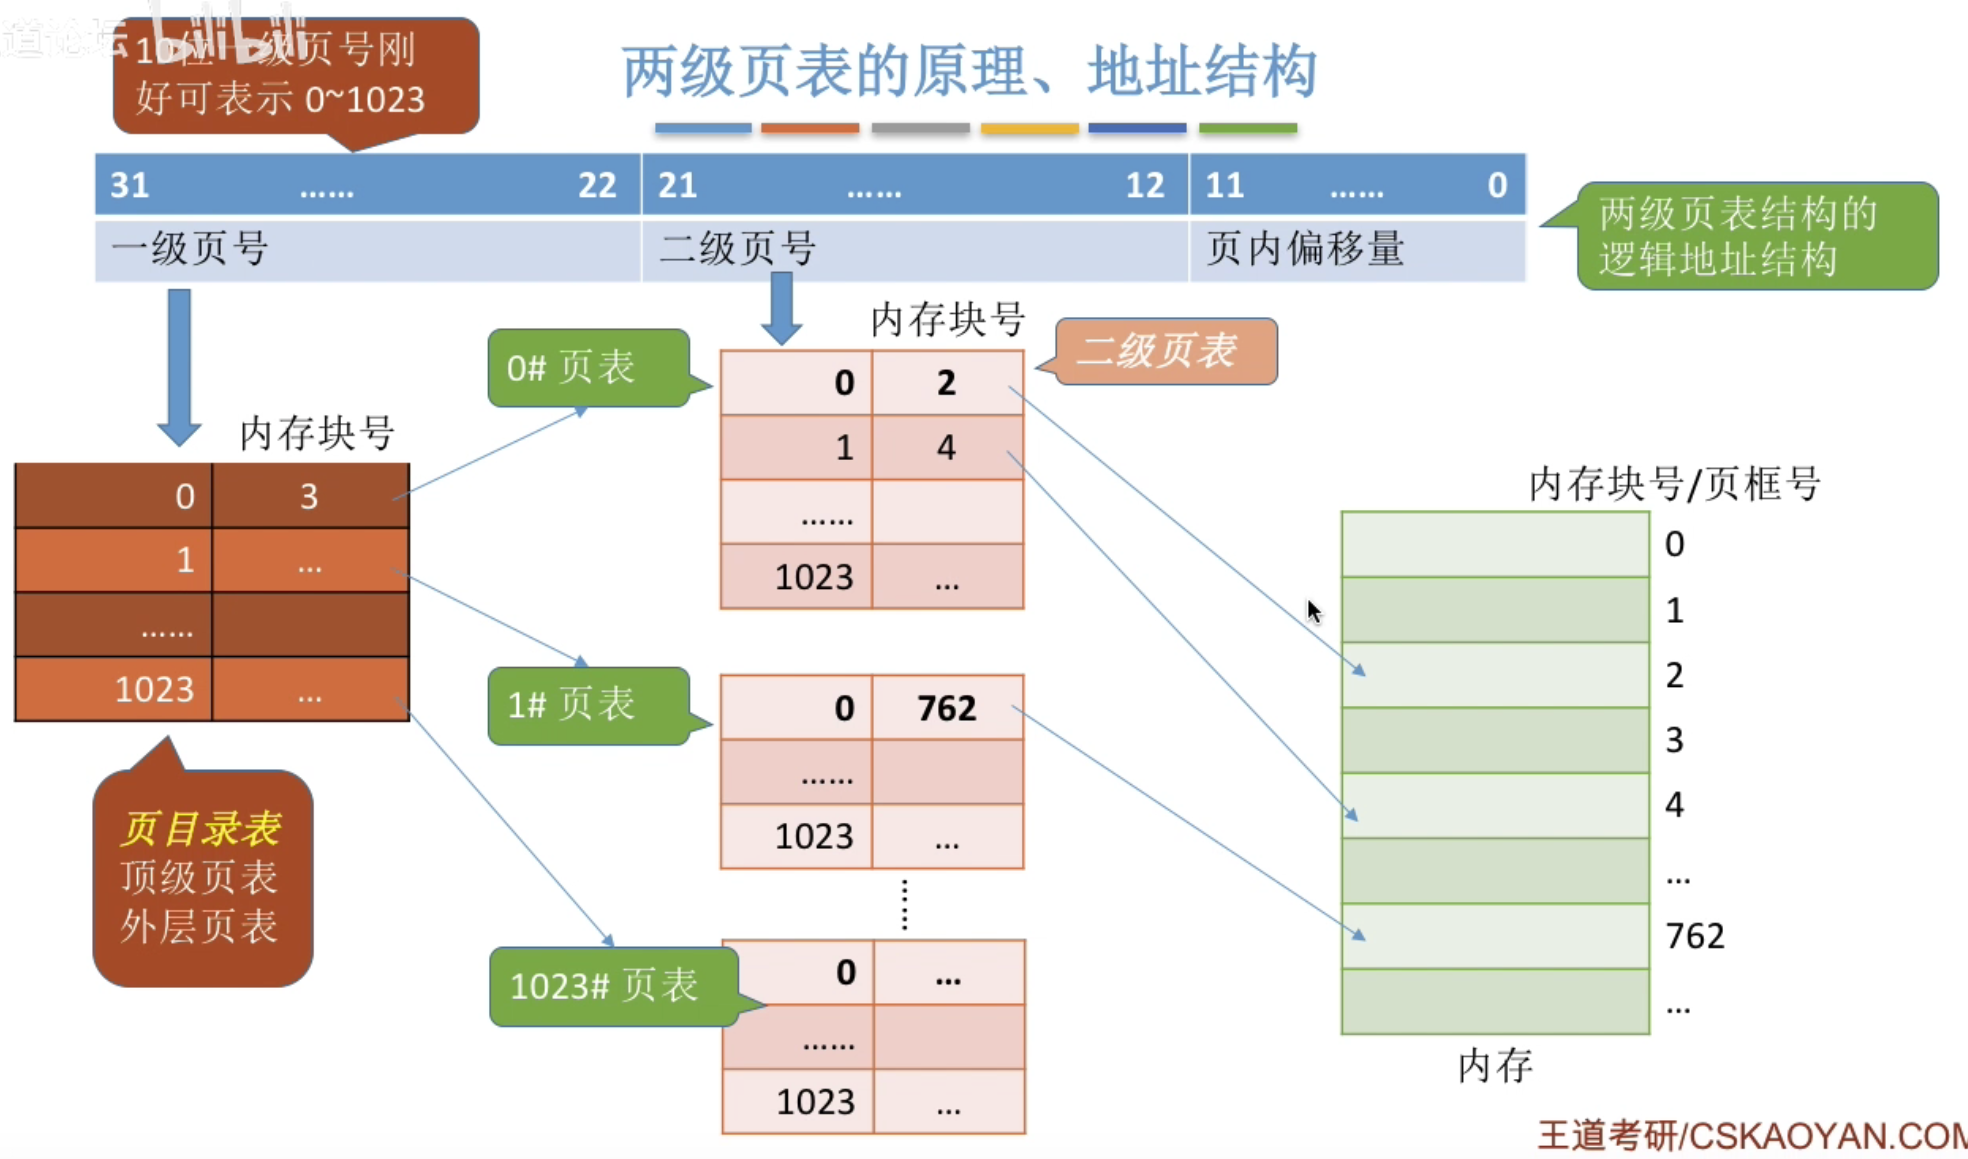 道论坛
bilibili
10位一级页号刚
好可表示 0~1023
两级页表的原理、地址结构
31 …… 22 21 …… 12 11 …… 0
一级页号 二级页号 页内偏移量
两级页表结构的
逻辑地址结构
内存块号
0 3
1 …
……
1023 …
页目录表
顶级页表
外层页表
0# 页表
1# 页表
1023# 页表
内存块号
二级页表
0 2
1 4
……
1023 …
0 762
……
1023 …
0 …
……
1023 …
内存块号/页框号
0
1
2
3
4
…
762
…
内存
王道考研/CSKAOYAN.COM